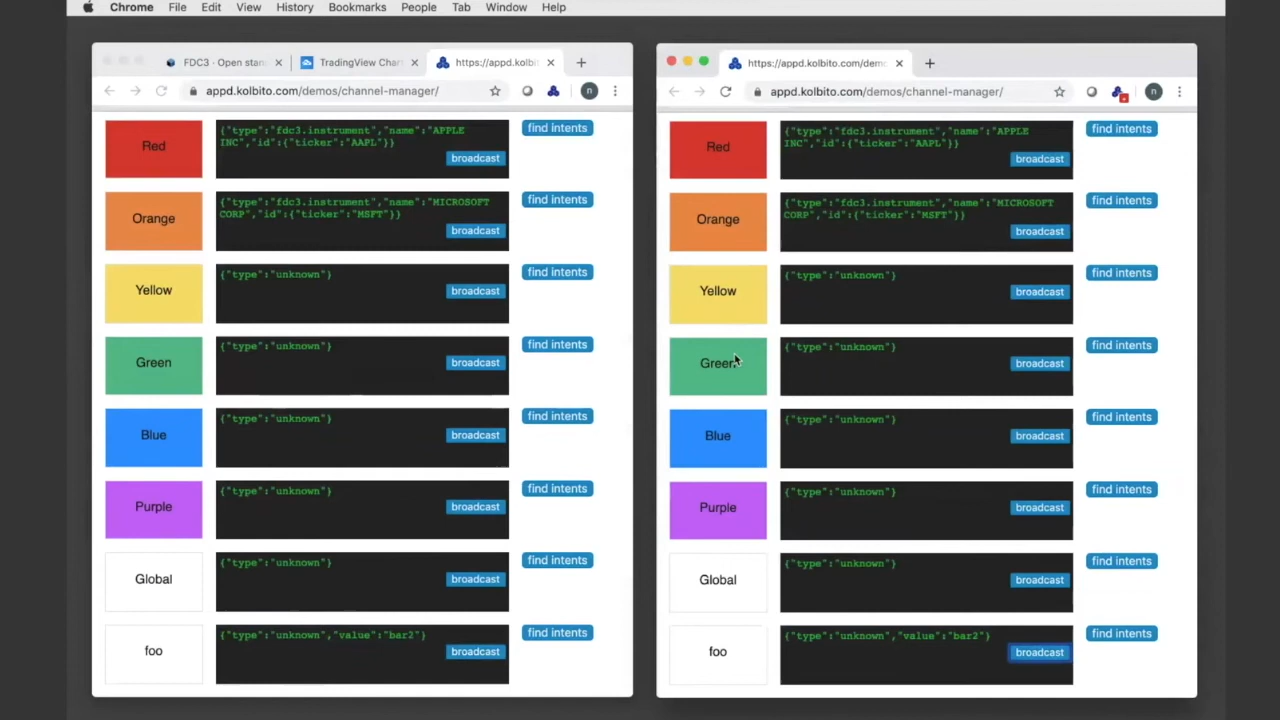 Chrome File Edit View History Bookmarks People Tab Window Help
FDC3 · Open stan
TradingView Char
https://appd.kolbi
appd.kolbito.com/demos/channel-manager/
n
Red
{"type":"fdc3.instrument","name":"APPLE
INC","id":{"ticker":"AAPL"}}
broadcast
find intents
Orange
{"type":"fdc3.instrument","name":"MICROSOFT
CORP","id":{"ticker":"MSFT"}}
broadcast
find intents
Yellow
{"type":"unknown"}
broadcast
find intents
Green
{"type":"unknown"}
broadcast
find intents
Blue
{"type":"unknown"}
broadcast
find intents
Purple
{"type":"unknown"}
broadcast
find intents
Global
{"type":"unknown"}
broadcast
find intents
foo
{"type":"unknown","value":"bar2"}
broadcast
find intents
https://appd.kolbito.com/demo
appd.kolbito.com/demos/channel-manager/
n
Red
{"type":"fdc3.instrument","name":"APPLE
INC","id":{"ticker":"AAPL"}}
broadcast
find intents
Orange
{"type":"fdc3.instrument","name":"MICROSOFT
CORP","id":{"ticker":"MSFT"}}
broadcast
find intents
Yellow
{"type":"unknown"}
broadcast
find intents
Green
{"type":"unknown"}
broadcast
find intents
Blue
{"type":"unknown"}
broadcast
find intents
Purple
{"type":"unknown"}
broadcast
find intents
Global
{"type":"unknown"}
broadcast
find intents
foo
{"type":"unknown","value":"bar2"}
broadcast
find intents